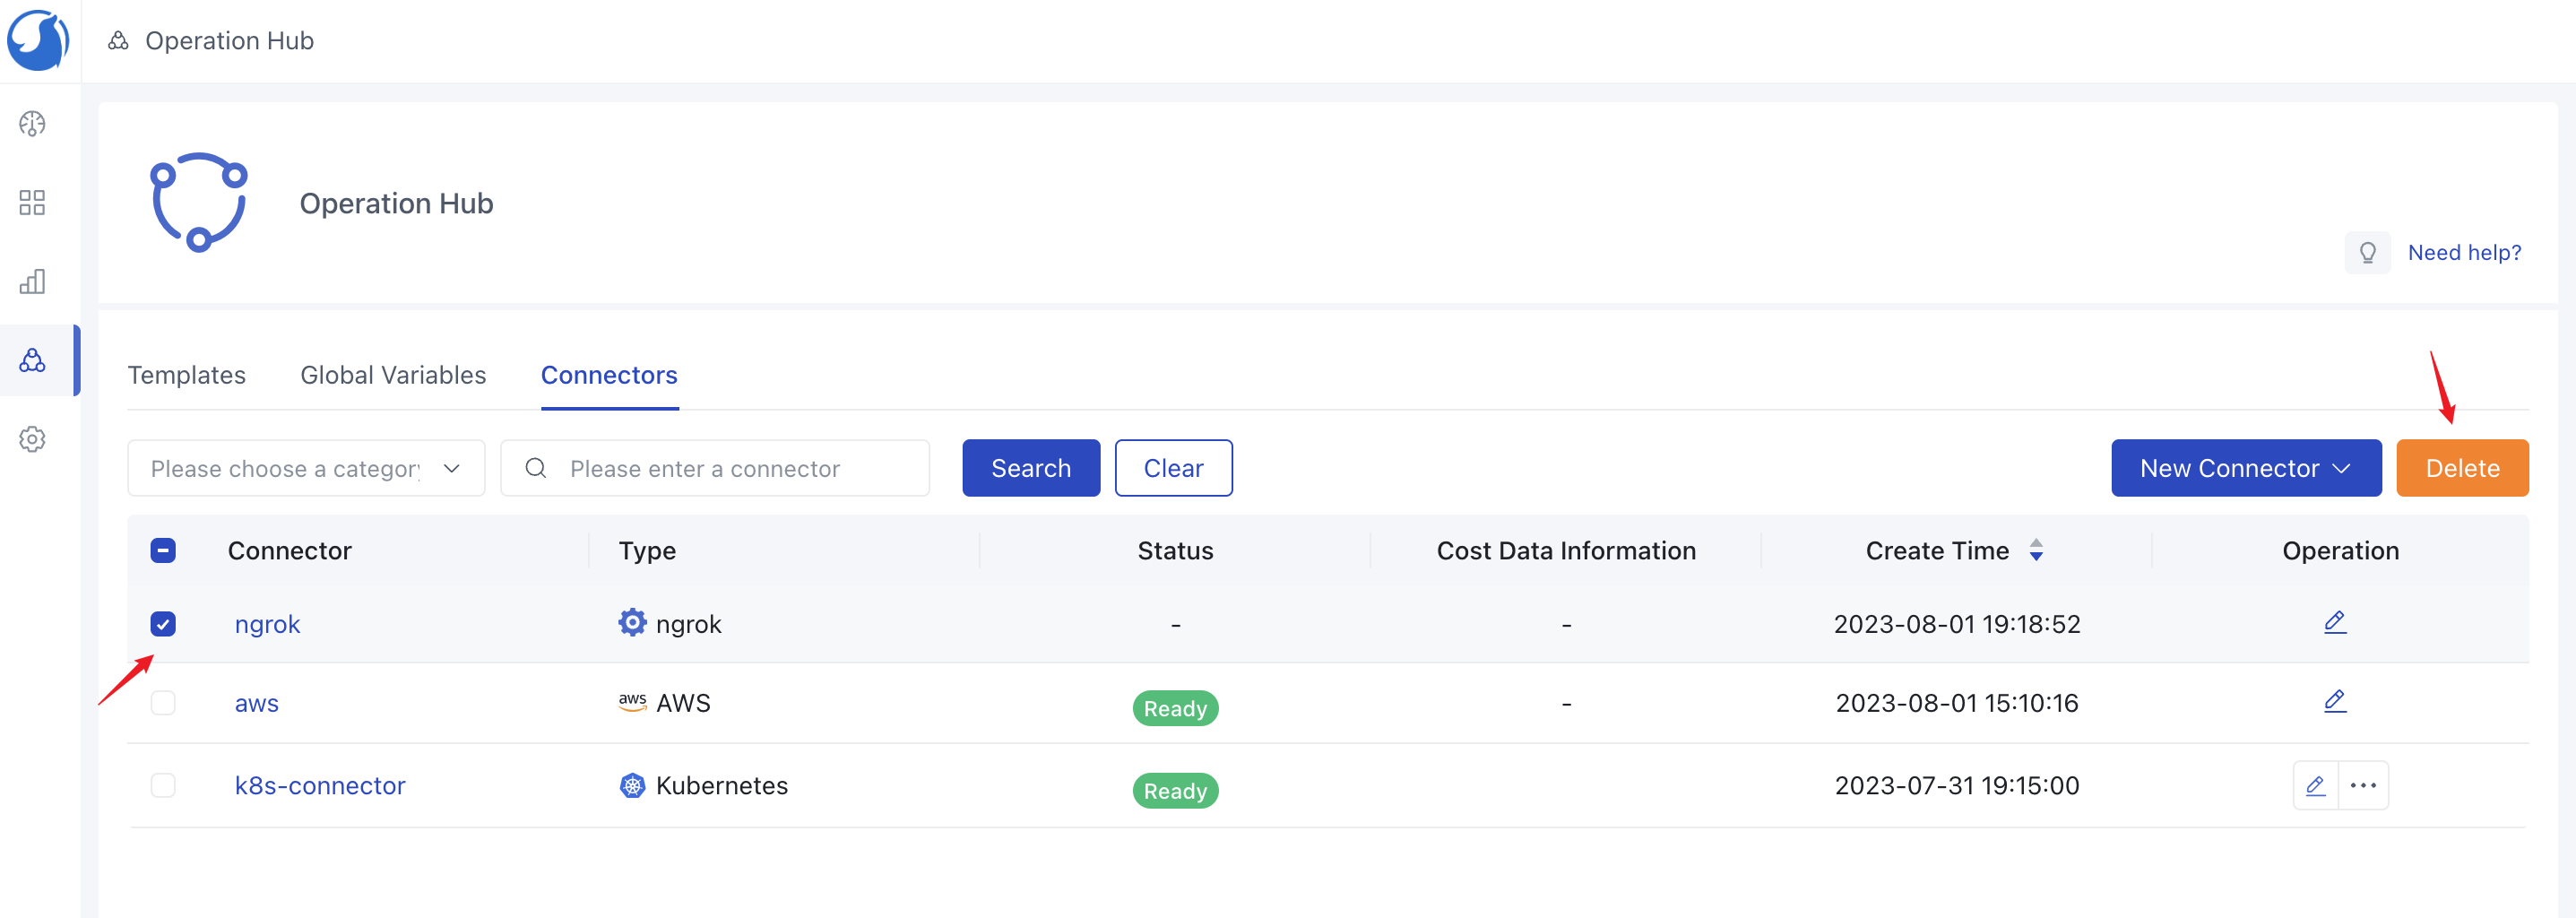 Operation Hub
Operation Hub
Need help?
Templates Global Variables Connectors
Please choose a category Please enter a connector Search Clear New Connector Delete
Connector Type Status Cost Data Information Create Time Operation
ngrok ngrok - - 2023-08-01 19:18:52
aws aws AWS Ready - 2023-08-01 15:10:16
k8s-connector Kubernetes Ready 2023-07-31 19:15:00